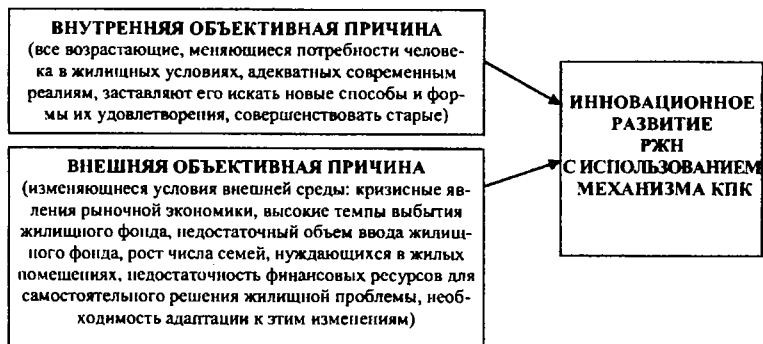 ВНУТРЕННЯЯ ОБЪЕКТИВНАЯ ПРИЧИНА
(все возрастающие, меняющиеся потребности челове-
ка в жилищных условиях, адекватных современным
реалиям, заставляют его искать новые способы и фор-
мы их удовлетворения, совершенствовать старые)
ВНЕШНЯЯ ОБЪЕКТИВНАЯ ПРИЧИНА
(изменяющиеся условия внешней среды: кризисные яв-
ления рыночной экономики, высокие темпы выбытия
жилищного фонда, недостаточный объем ввода жилищ-
ного фонда, рост числа семей, нуждающихся в жилых
помещениях, недостаточность финансовых ресурсов для
самостоятельного решения жилищной проблемы, необ-
ходимость адаптации к этим изменениям)
ИННОВАЦИОННОЕ
РАЗВИТИЕ
РЖН
С ИСПОЛЬЗОВАНИЕМ
МЕХАНИЗМА КПК